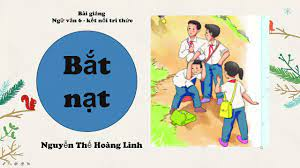 Bài giảng
Ngữ văn 6 - kết nối tri thức
Bắt
nạt
Nguyễn Thế Hoàng Linh